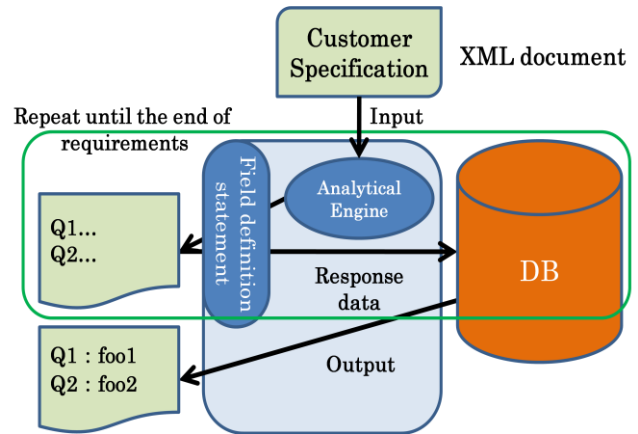 Customer
Specification
XML document
Input
Repeat until the end of
requirements
Field definition
statement
Analytical
Engine
Q1...
Q2...
DB
Response
data
Q1 : foo1
Q2 : foo2
Output